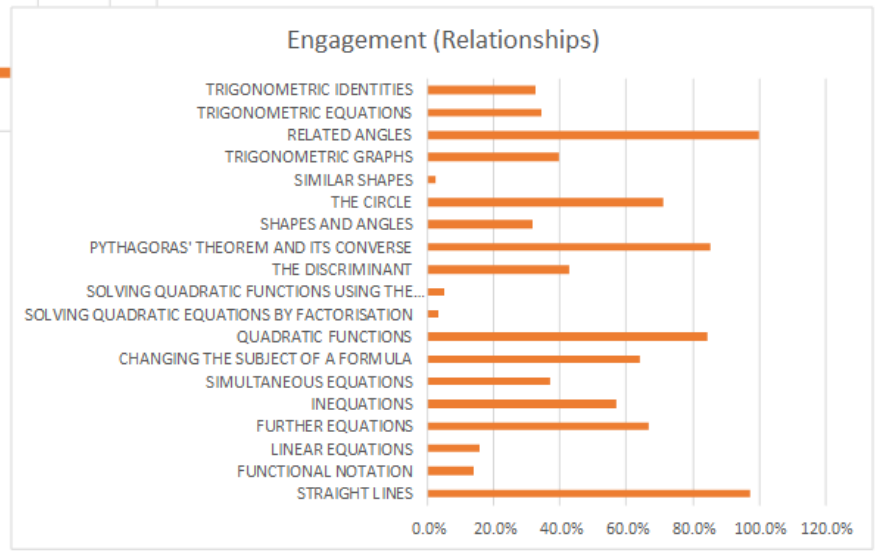 Engagement (Relationships)
TRIGONOMETRIC IDENTITIES
TRIGONOMETRIC EQUATIONS
RELATED ANGLES
TRIGONOMETRIC GRAPHS
SIMILAR SHAPES
THE CIRCLE
SHAPES AND ANGLES
PYTHAGORAS' THEOREM AND ITS CONVERSE
THE DISCRIMINANT
SOLVING QUADRATIC FUNCTIONS USING THE...
SOLVING QUADRATIC EQUATIONS BY FACTORISATION
QUADRATIC FUNCTIONS
CHANGING THE SUBJECT OF A FORMULA
SIMULTANEOUS EQUATIONS
INEQUATIONS
FURTHER EQUATIONS
LINEAR EQUATIONS
FUNCTIONAL NOTATION
STRAIGHT LINES
0.0% 20.0% 40.0% 60.0% 80.0% 100.0% 120.0%